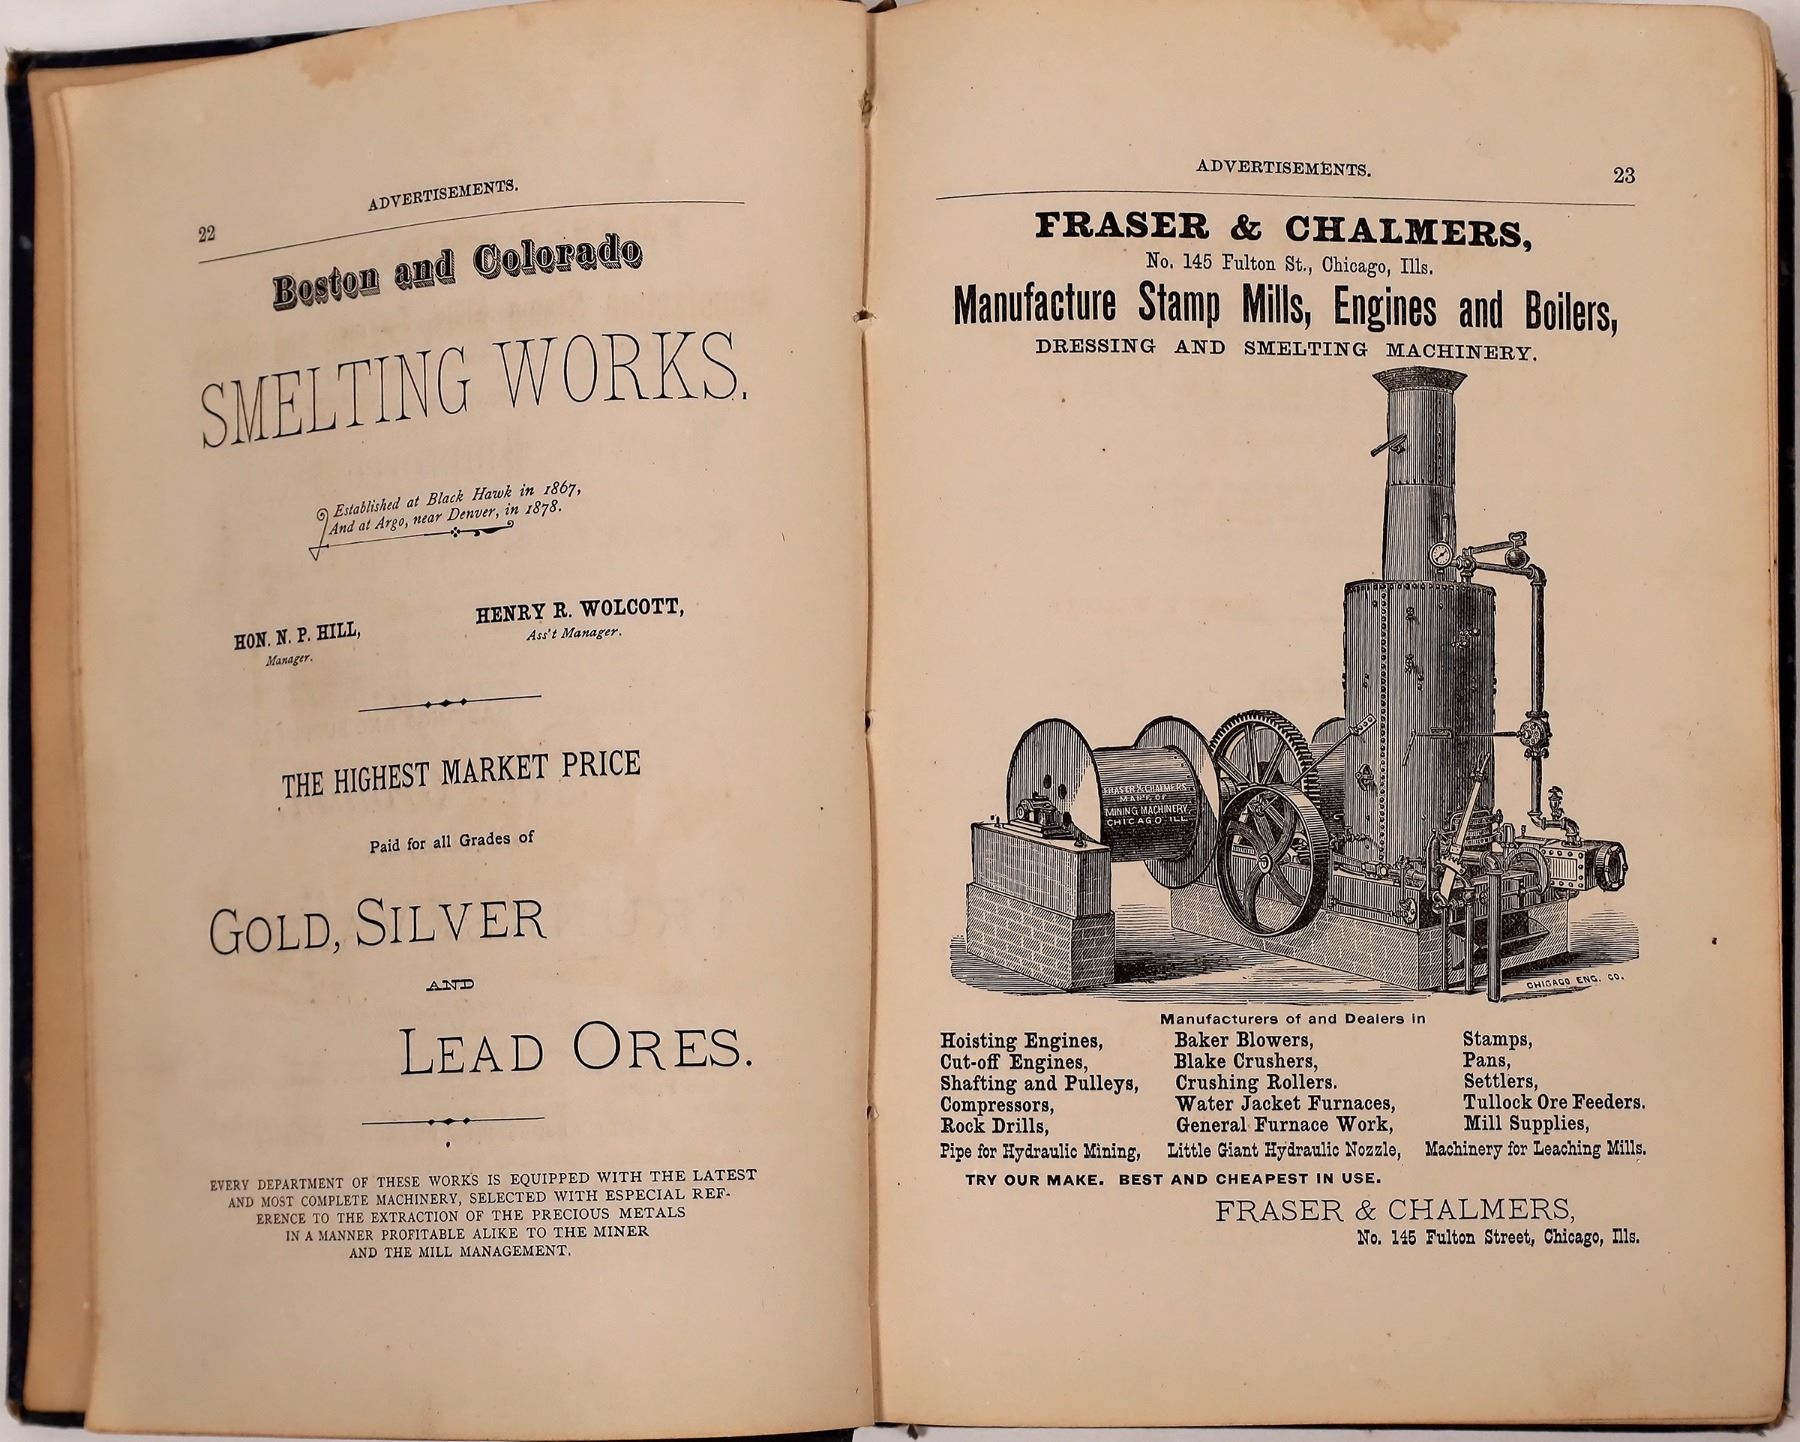 ADVERTISEMENTS.
22
Boston and Colorado
SMELTING WORKS.
Established at Black Hawk in 1867,
And at Argo, near Denver, in 1878.
HON. N. P. HILL,
Manager.
HENRY R. WOLCOTT,
Ass't Manager.
THE HIGHEST MARKET PRICE
Paid for all Grades of
GOLD, SILVER
AND
LEAD ORES.
EVERY DEPARTMENT OF THESE WORKS IS EQUIPPED WITH THE LATEST
AND MOST COMPLETE MACHINERY, SELECTED WITH ESPECIAL REF-
ERENCE TO THE EXTRACTION OF THE PRECIOUS METALS
IN A MANNER PROFITABLE ALIKE TO THE MINER
AND THE MILL MANAGEMENT.
ADVERTISEMENTS. 23
FRASER & CHALMERS,
No. 145 Fulton St., Chicago, Ills.
Manufacture Stamp Mills, Engines and Boilers,
DRESSING AND SMELTING MACHINERY.
FRASER & CHALMERS
MANF'S OF
MINING MACHINERY
CHICAGO ILL
CHICAGO ENG. CO.
Manufacturers of and Dealers in
Hoisting Engines, Baker Blowers, Stamps,
Cut-off Engines, Blake Crushers, Pans,
Shafting and Pulleys, Crushing Rollers. Settlers,
Compressors, Water Jacket Furnaces, Tullock Ore Feeders.
Rock Drills, General Furnace Work, Mill Supplies,
Pipe for Hydraulic Mining, Little Giant Hydraulic Nozzle, Machinery for Leaching Mills.
TRY OUR MAKE. BEST AND CHEAPEST IN USE.
FRASER & CHALMERS,
No. 145 Fulton Street, Chicago, Ills.